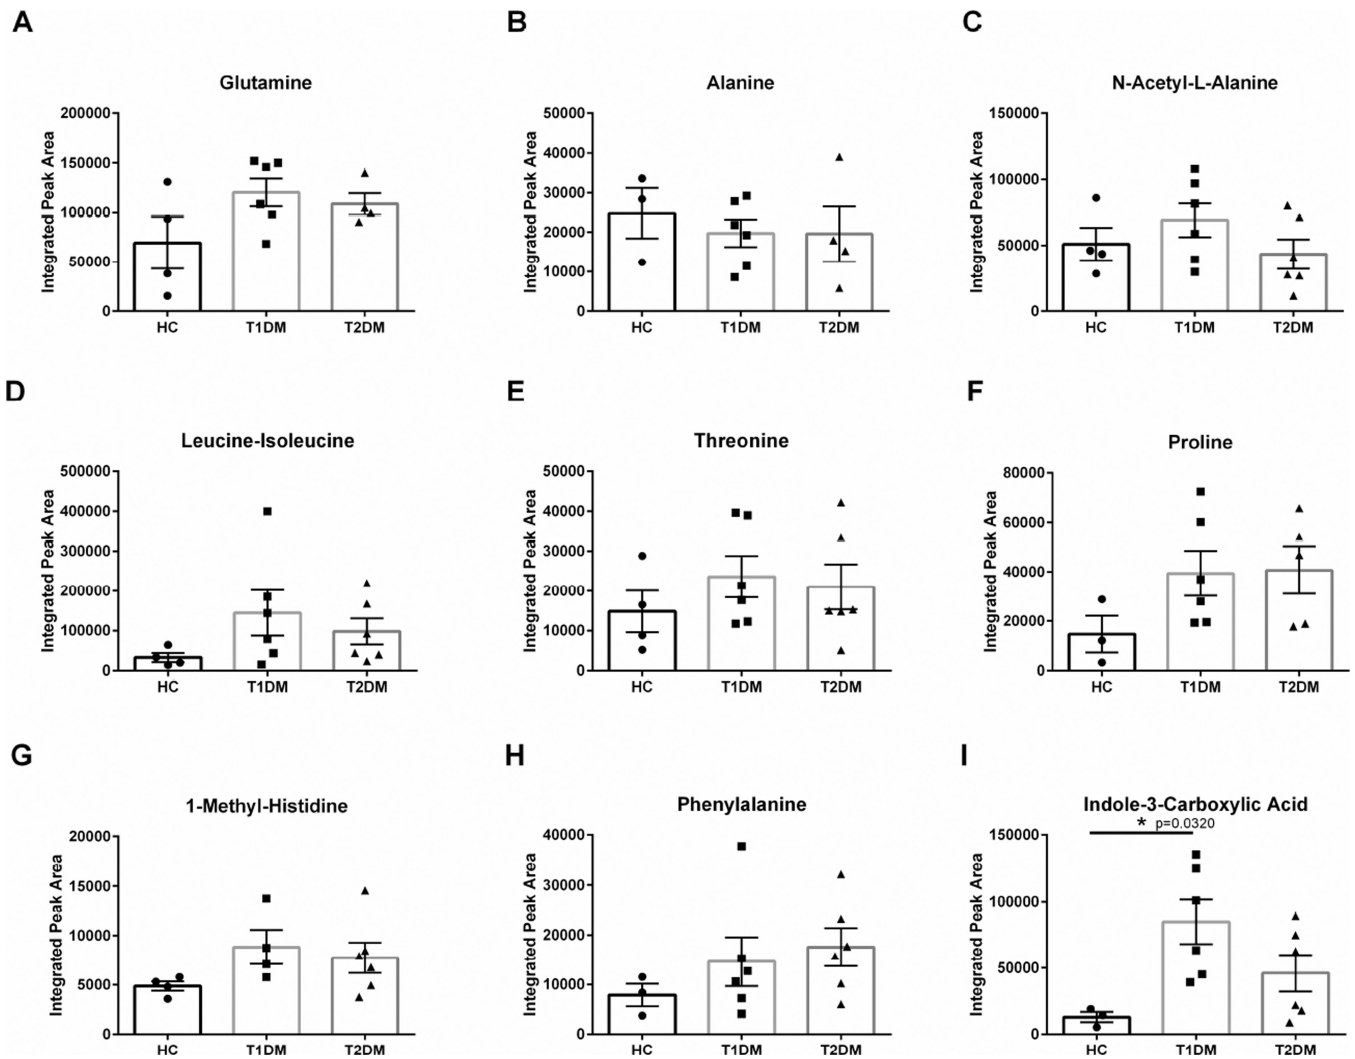 A
B
C
Glutamine
Alanine
N-Acetyl-L-Alanine
Integrated Peak Area
200000
150000
100000
50000
0
HC T1DM T2DM
Integrated Peak Area
50000
40000
30000
20000
10000
0
HC T1DM T2DM
Integrated Peak Area
150000
100000
50000
0
HC T1DM T2DM
D
E
F
Leucine-Isoleucine
Threonine
Proline
Integrated Peak Area
500000
400000
300000
200000
100000
0
HC T1DM T2DM
Integrated Peak Area
50000
40000
30000
20000
10000
0
HC T1DM T2DM
Integrated Peak Area
80000
60000
40000
20000
0
HC T1DM T2DM
G
H
I
1-Methyl-Histidine
Phenylalanine
Indole-3-Carboxylic Acid
* p=0.0320
Integrated Peak Area
20000
15000
10000
5000
0
HC T1DM T2DM
Integrated Peak Area
40000
30000
20000
10000
0
HC T1DM T2DM
Integrated Peak Area
150000
100000
50000
0
HC T1DM T2DM